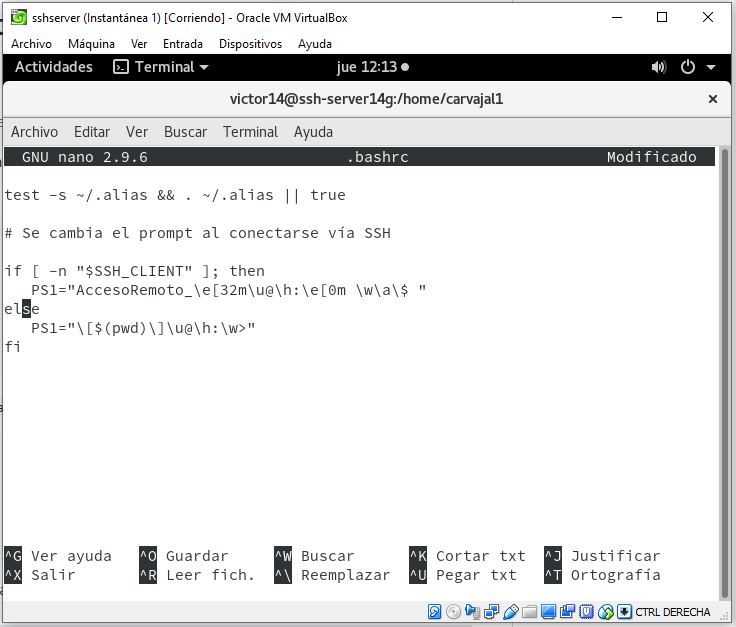 sshserver (Instantánea 1) [Corriendo] - Oracle VM VirtualBox
Archivo Máquina Ver Entrada Dispositivos Ayuda
Actividades Terminal jue 12:13
victor14@ssh-server14g:/home/carvajal1
Archivo Editar Ver Buscar Terminal Ayuda
GNU nano 2.9.6 .bashrc Modificado
test -s ~/.alias && . ~/.alias || true
# Se cambia el prompt al conectarse vía SSH
if [ -n "$SSH_CLIENT" ]; then
PS1="AccesoRemoto_\e[32m\u@\h:\e[0m \w\a\$ "
else
PS1="\[$(pwd)\]\u@\h:\w>"
fi
^G Ver ayuda ^O Guardar ^W Buscar ^K Cortar txt ^J Justificar
^X Salir ^R Leer fich. ^\ Reemplazar ^U Pegar txt ^T Ortografía
CTRL DERECHA